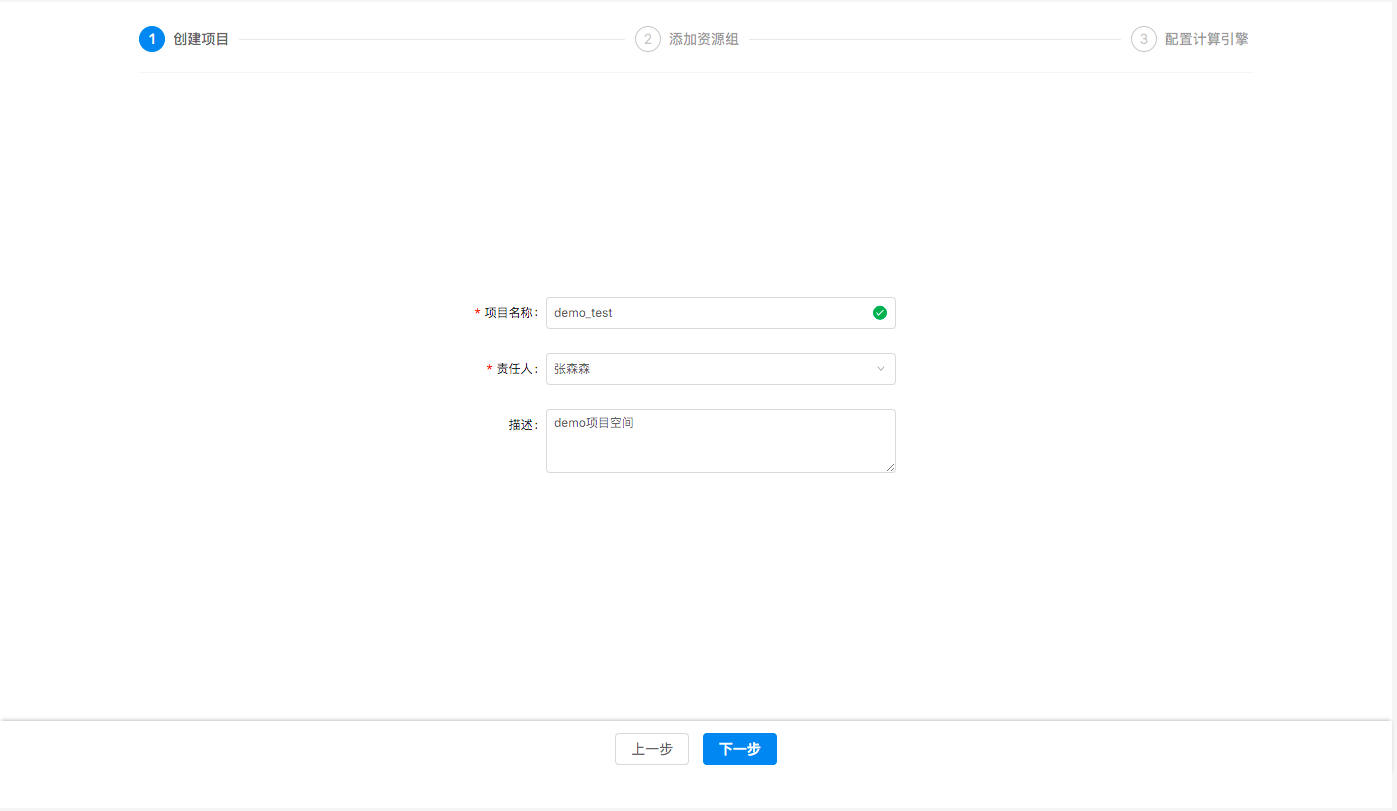 1 创建项目 2 添加资源组 3 配置计算引擎
* 项目名称: demo_test
* 责任人: 张森森
描述: demo项目空间
上一步 下一步